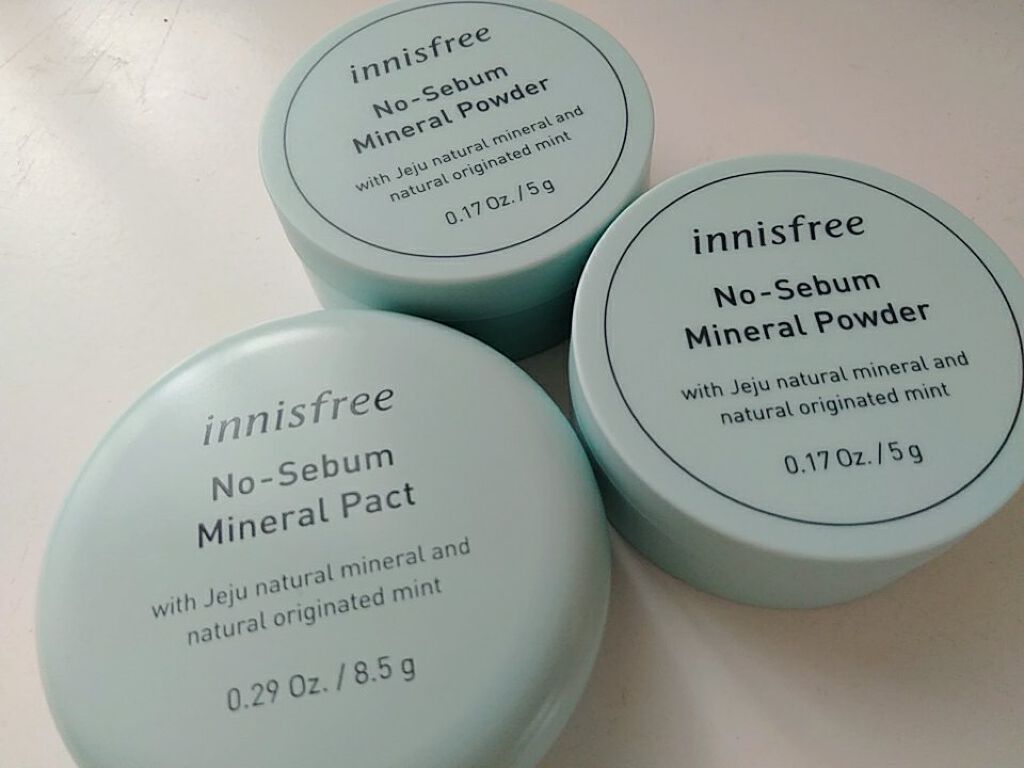 innisfree
No-Sebum
Mineral Powder
with Jeju natural mineral and
natural originated mint
0.17 Oz. / 5 g
innisfree
No-Sebum
Mineral Powder
with Jeju natural mineral and
natural originated mint
0.17 Oz. / 5 g
innisfree
No-Sebum
Mineral Pact
with Jeju natural mineral and
natural originated mint
0.29 Oz. / 8.5 g